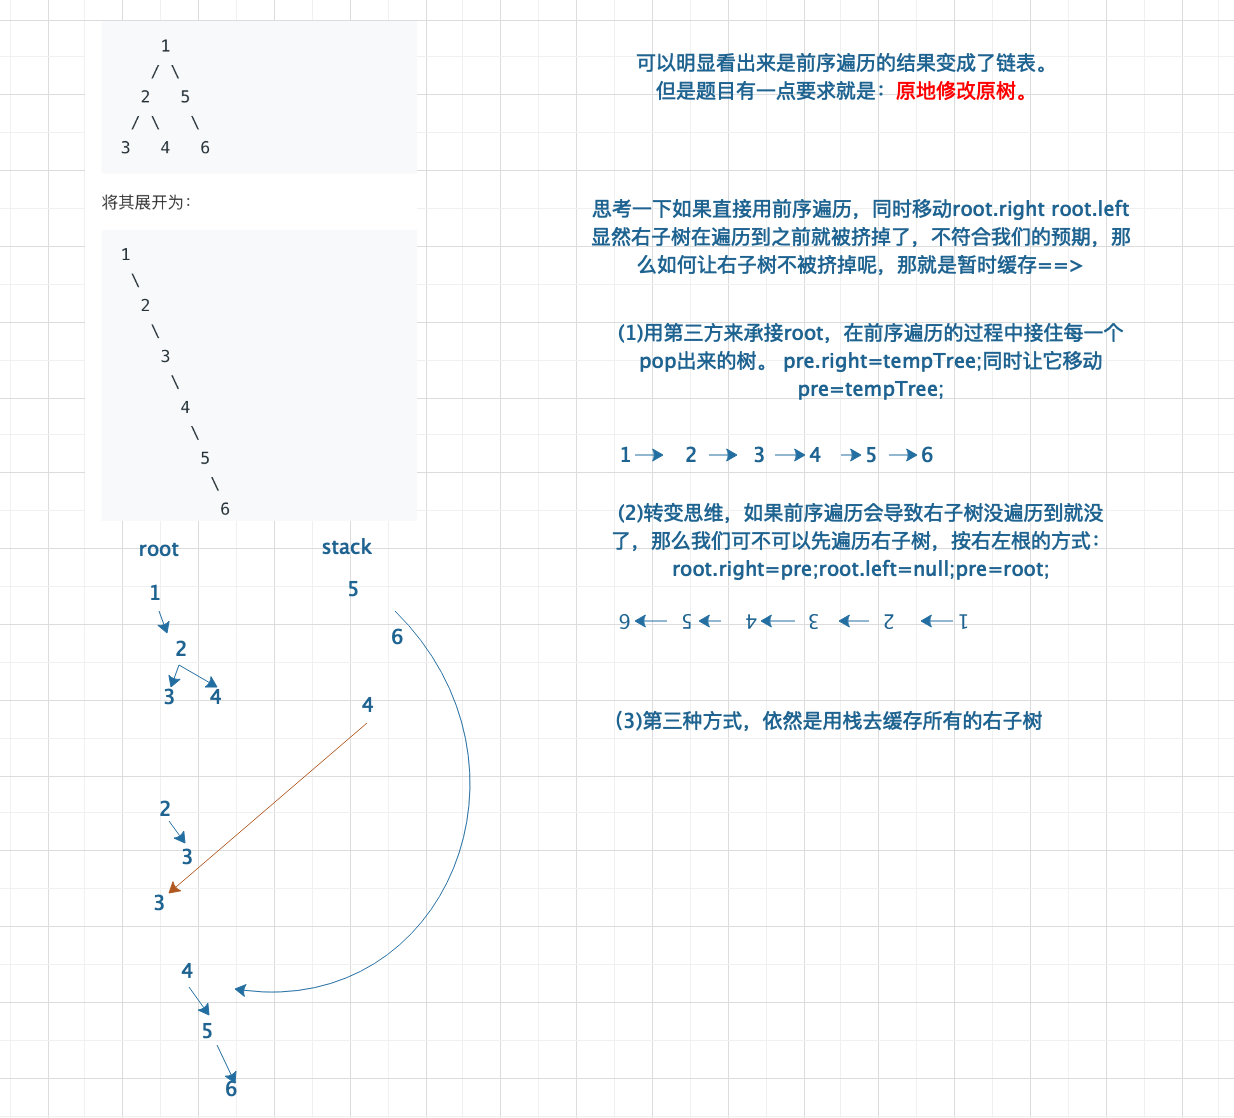 1
/ \
2 5
/ \ \
3 4 6
将其展开为：
1
\
2
\
3
\
4
\
5
\
6
可以明显看出来是前序遍历的结果变成了链表。
但是题目有一点要求就是：原地修改原树。
思考一下如果直接用前序遍历，同时移动root.right root.left
显然右子树在遍历到之前就被挤掉了，不符合我们的预期，那
么如何让右子树不被挤掉呢，那就是暂时缓存==>
(1)用第三方来承接root，在前序遍历的过程中接住每一个
pop出来的树。 pre.right=tempTree;同时让它移动
pre=tempTree;
1 2 3 4 5 6
(2)转变思维，如果前序遍历会导致右子树没遍历到就没
了，那么我们可不可以先遍历右子树，按右左根的方式：
root.right=pre;root.left=null;pre=root;
6 5 4 3 2 1
(3)第三种方式，依然是用栈去缓存所有的右子树
root
1
2
3 4
2
3
3
4
5
6
stack
5
6
4